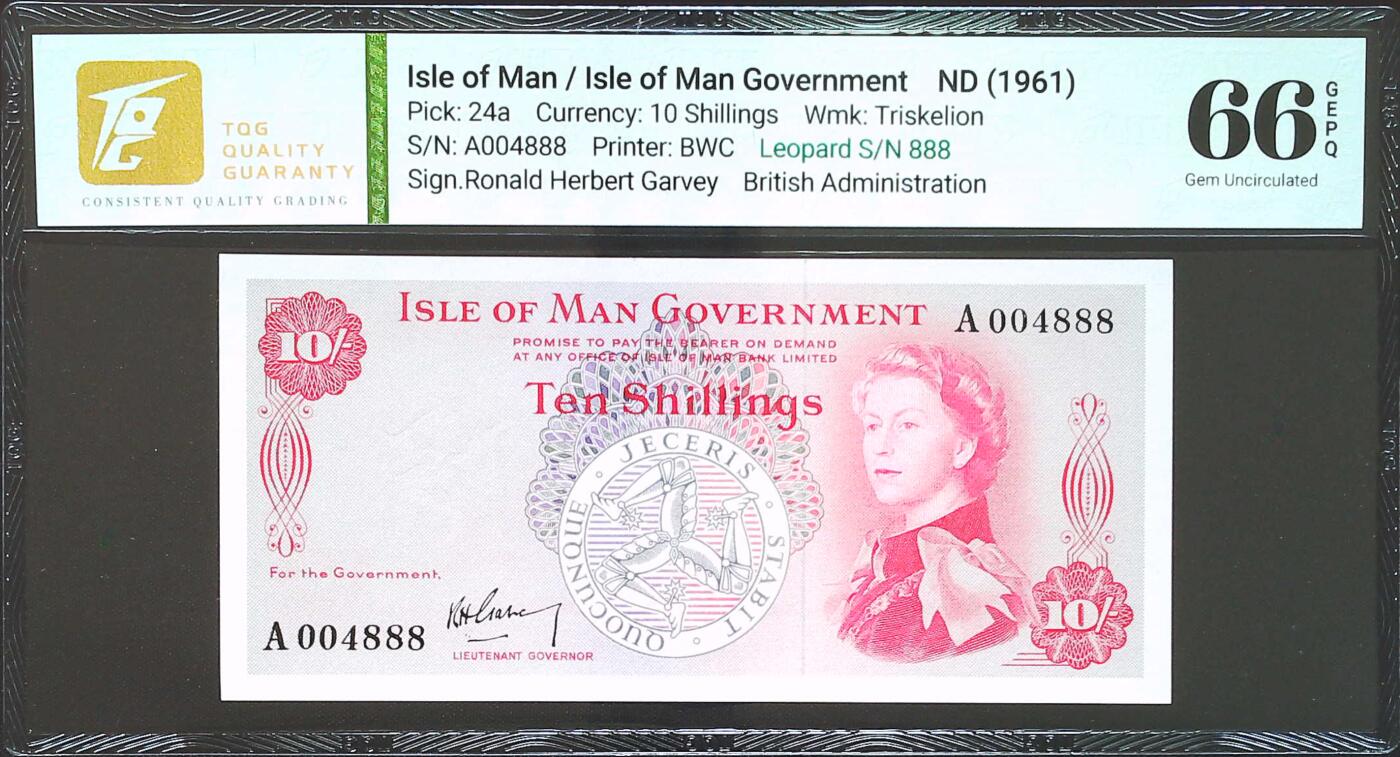 TQG
QUALITY
GUARANTY
CONSISTENT QUALITY GRADING
Isle of Man / Isle of Man Government ND (1961)
Pick: 24a Currency: 10 Shillings Wmk: Triskelion
S/N: A004888 Printer: BWC Leopard S/N 888
Sign.Ronald Herbert Garvey British Administration
66
GEPQ
Gem Uncirculated
ISLE OF MAN GOVERNMENT
A 004888
PROMISE TO PAY THE BEARER ON DEMAND
AT ANY OFFICE OF ISLE OF MAN BANK LIMITED
10/-
Ten Shillings
QUOCUNQUE · JECERIS · STABIT ·
For the Government,
RHGarvey
A 004888
LIEUTENANT GOVERNOR
10/-